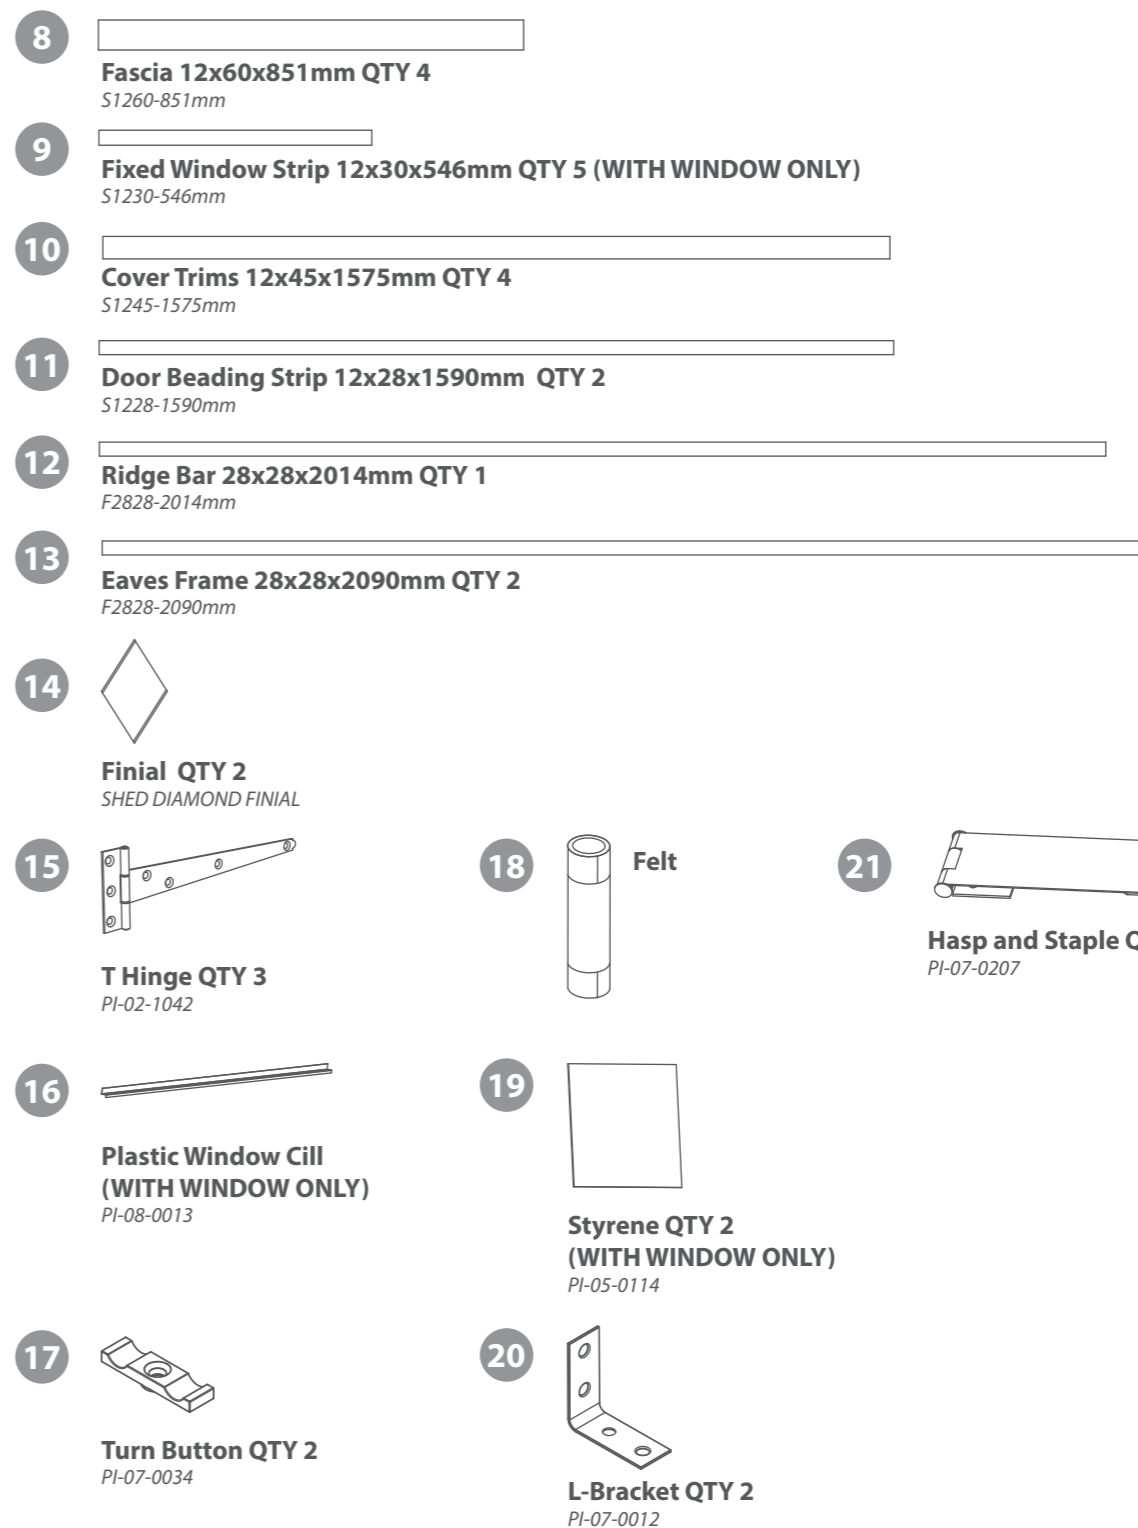 8
Fascia 12x60x851mm QTY 4
S1260-851mm
9
Fixed Window Strip 12x30x546mm QTY 5 (WITH WINDOW ONLY)
S1230-546mm
10
Cover Trims 12x45x1575mm QTY 4
S1245-1575mm
11
Door Beading Strip 12x28x1590mm QTY 2
S1228-1590mm
12
Ridge Bar 28x28x2014mm QTY 1
F2828-2014mm
13
Eaves Frame 28x28x2090mm QTY 2
F2828-2090mm
14
Finial QTY 2
SHED DIAMOND FINIAL
15
T Hinge QTY 3
PI-02-1042
18
Felt
21
Hasp and Staple
PI-07-0207
16
Plastic Window Cill
(WITH WINDOW ONLY)
PI-08-0013
19
Styrene QTY 2
(WITH WINDOW ONLY)
PI-05-0114
17
Turn Button QTY 2
PI-07-0034
20
L-Bracket QTY 2
PI-07-0012